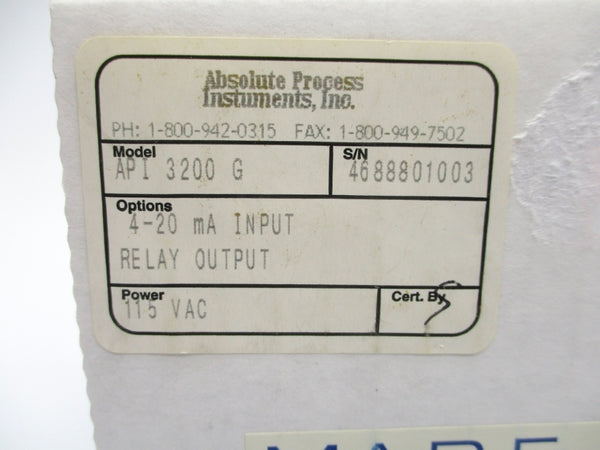 Absolute Process
Instuments, Inc.
PH: 1-800-942-0315 FAX: 1-800-949-7502
Model
API 3200 G
S/N
4688801003
Options
4-20 mA INPUT
RELAY OUTPUT
Power
115 VAC
Cert. By